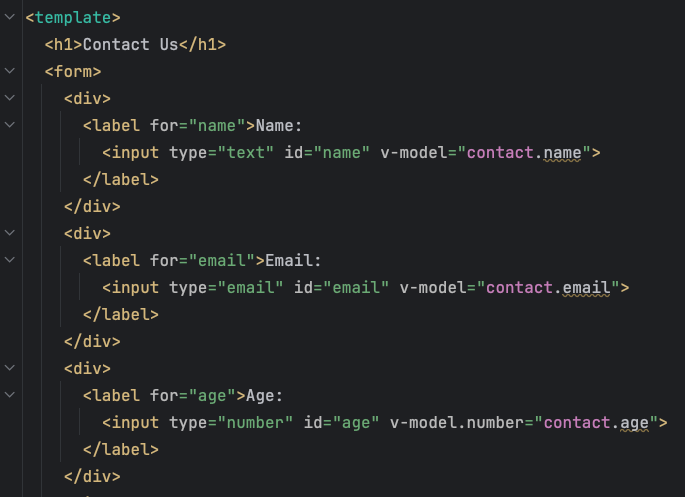 <template>
  <h1>Contact Us</h1>
  <form>
    <div>
      <label for="name">Name:
        <input type="text" id="name" v-model="contact.name">
      </label>
    </div>
    <div>
      <label for="email">Email:
        <input type="email" id="email" v-model="contact.email">
      </label>
    </div>
    <div>
      <label for="age">Age:
        <input type="number" id="age" v-model.number="contact.age">
      </label>
    </div>